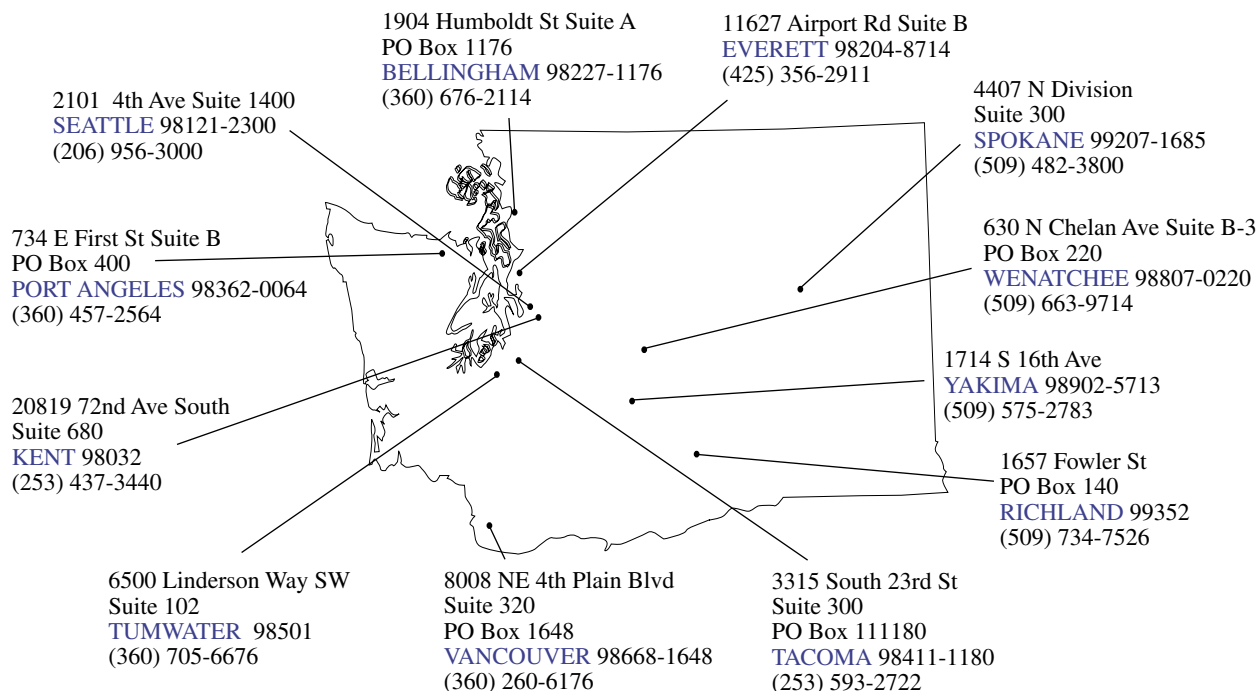 1904 Humboldt St Suite A
PO Box 1176
BELLINGHAM 98227-1176
(360) 676-2114
11627 Airport Rd Suite B
EVERETT 98204-8714
(425) 356-2911
2101 4th Ave Suite 1400
SEATTLE 98121-2300
(206) 956-3000
4407 N Division
Suite 300
SPOKANE 99207-1685
(509) 482-3800
734 E First St Suite B
PO Box 400
PORT ANGELES 98362-0064
(360) 457-2564
630 N Chelan Ave Suite B-3
PO Box 220
WENATCHEE 98807-0220
(509) 663-9714
1714 S 16th Ave
YAKIMA 98902-5713
(509) 575-2783
20819 72nd Ave South
Suite 680
KENT 98032
(253) 437-3440
1657 Fowler St
PO Box 140
RICHLAND 99352
(509) 734-7526
6500 Linderson Way SW
Suite 102
TUMWATER 98501
(360) 705-6676
8008 NE 4th Plain Blvd
Suite 320
PO Box 1648
VANCOUVER 98668-1648
(360) 260-6176
3315 South 23rd St
Suite 300
PO Box 111180
TACOMA 98411-1180
(253) 593-2722